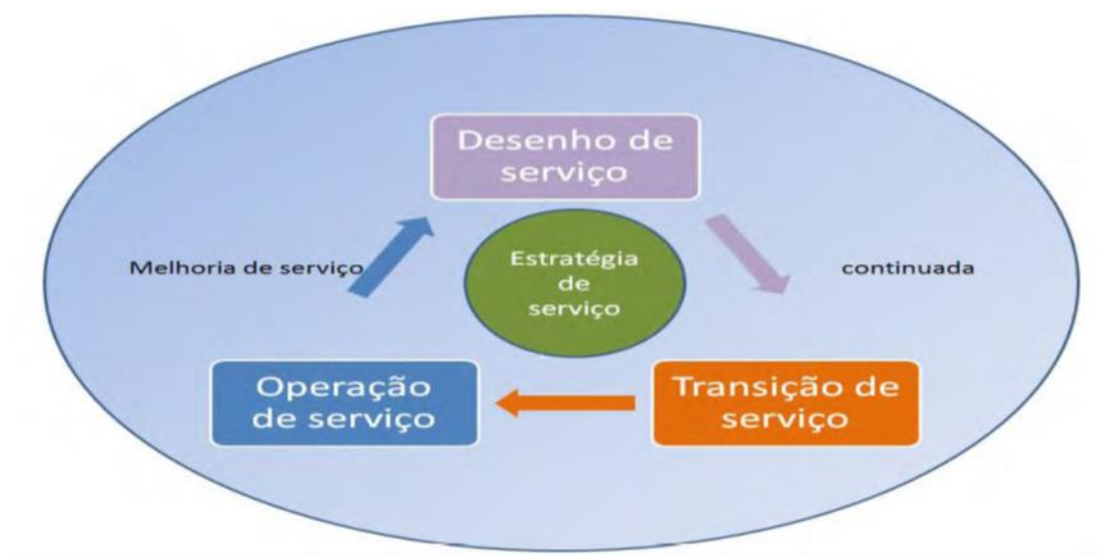 Desenho de
serviço
Melhoria de serviço
Estratégia
de
serviço
continuada
Operação
de serviço
Transição de
serviço